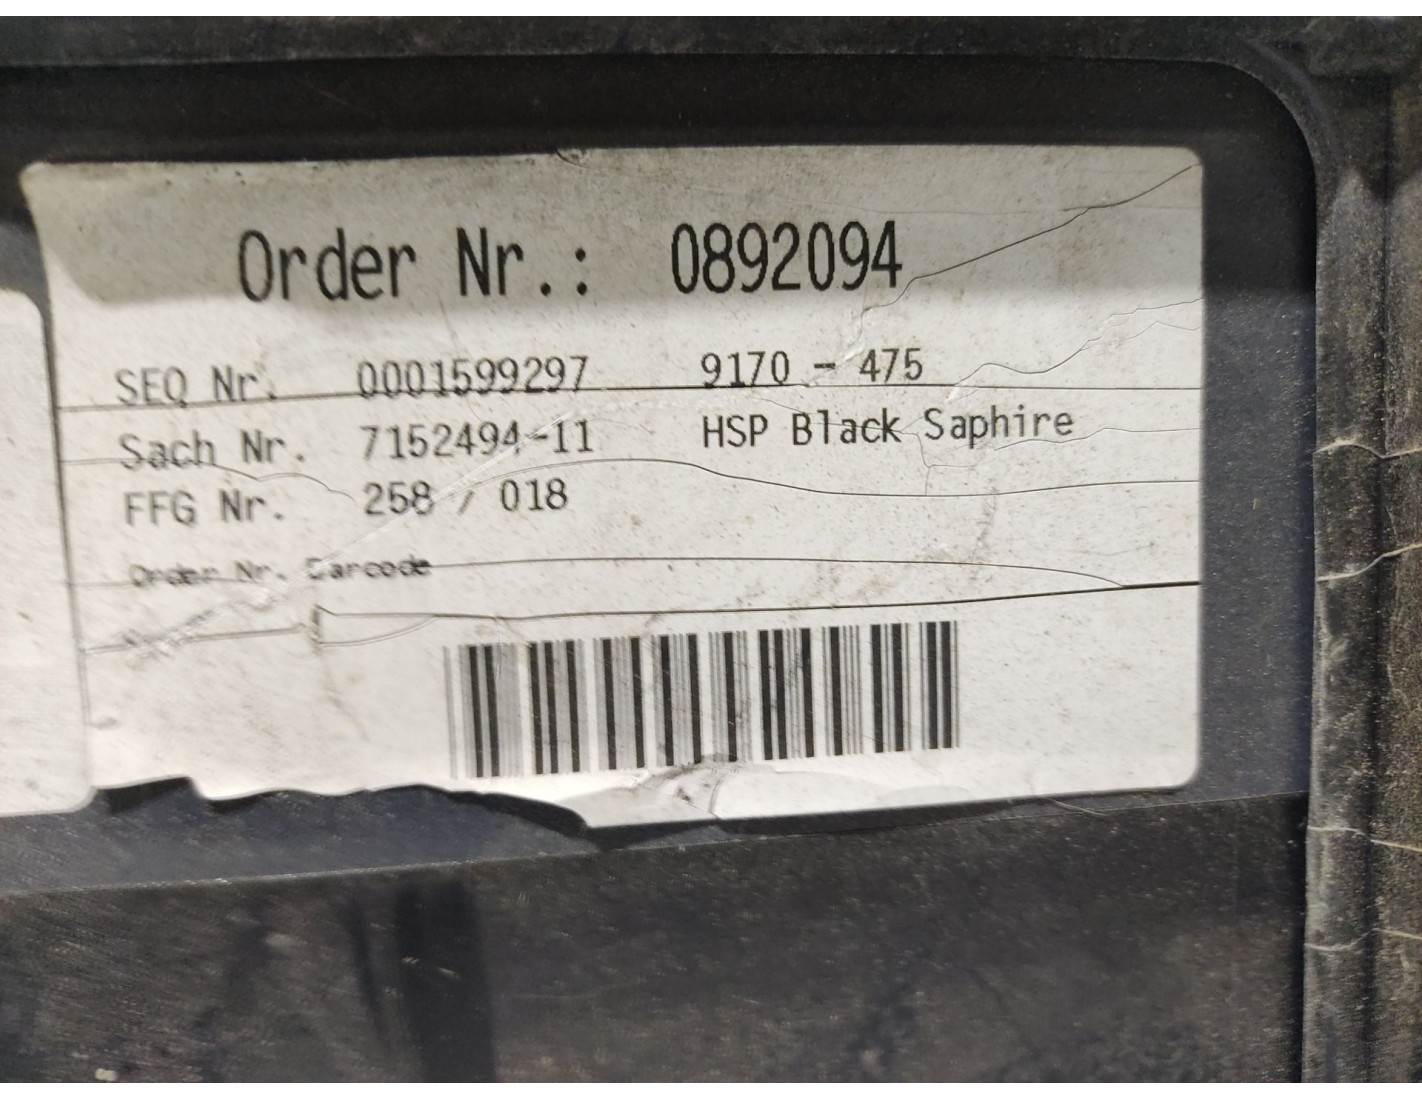 Order Nr.: 0892094
SEQ Nr. 0001599297 9170 - 475
Sach Nr. 7152494-11 HSP Black Saphire
FFG Nr. 258 / 018
Order Nr. Barcode